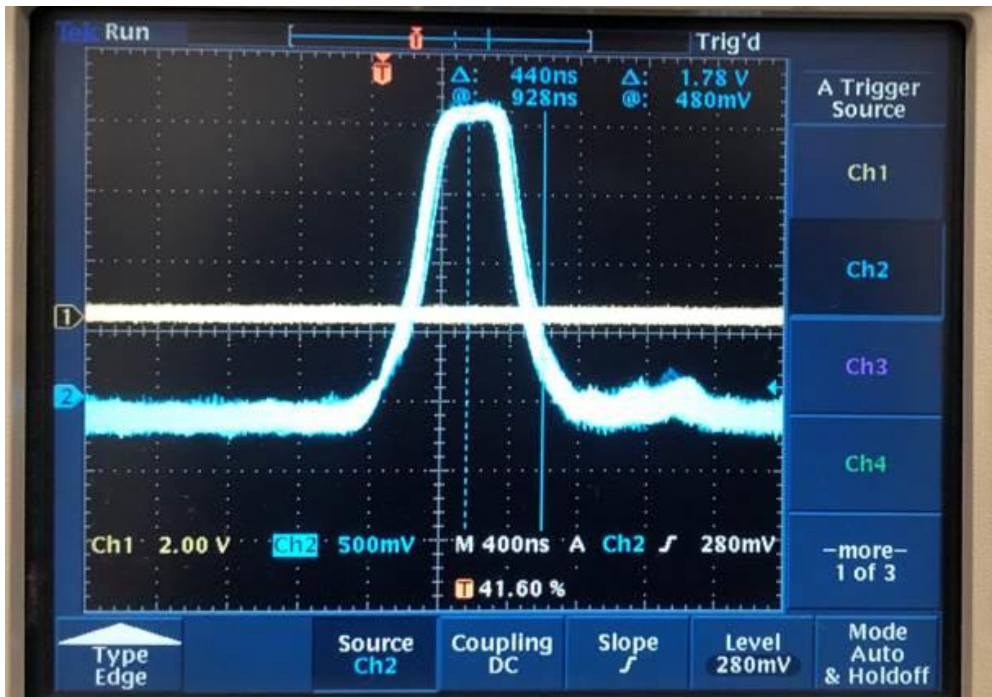 Tek Run
Trig'd
T
T
Δ: 440ns Δ: 1.78 V
@: 928ns @: 480mV
A Trigger
Source
Ch1
Ch2
1
Ch3
2
Ch4
Ch1 2.00 V Ch2 500mV M 400ns A Ch2 280mV
T 41.60 %
–more–
1 of 3
Type
Edge
Source
Ch2
Coupling
DC
Slope
Level
280mV
Mode
Auto
& Holdoff